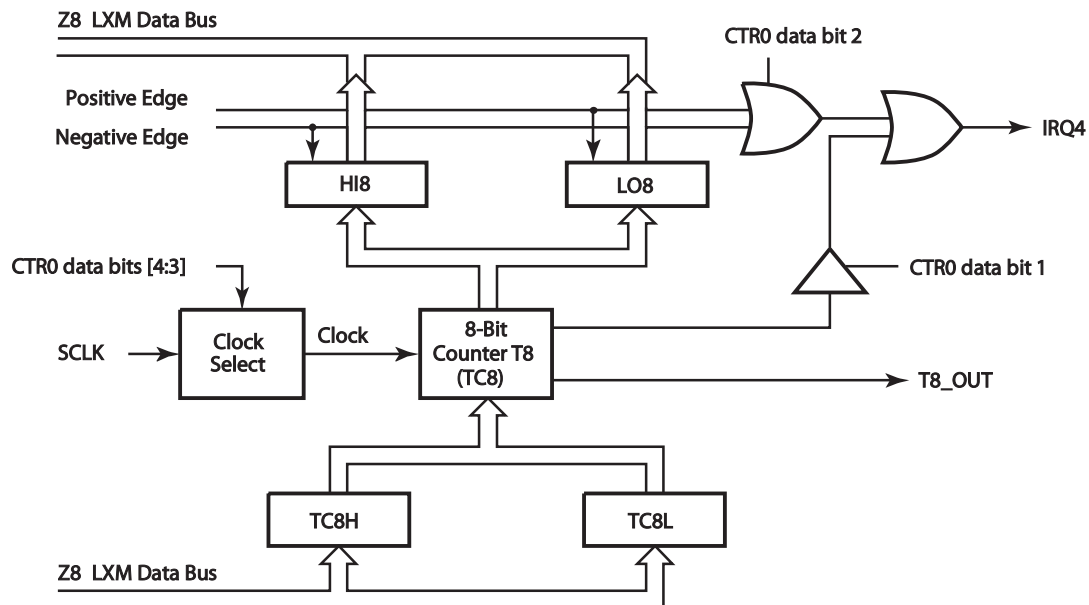 Z8 LXM Data Bus
CTR0 data bit 2
Positive Edge
Negative Edge
IRQ4
HI8
LO8
CTR0 data bits [4:3]
CTR0 data bit 1
SCLK
Clock
Select
Clock
8-Bit
Counter T8
(TC8)
T8_OUT
TC8H
TC8L
Z8 LXM Data Bus